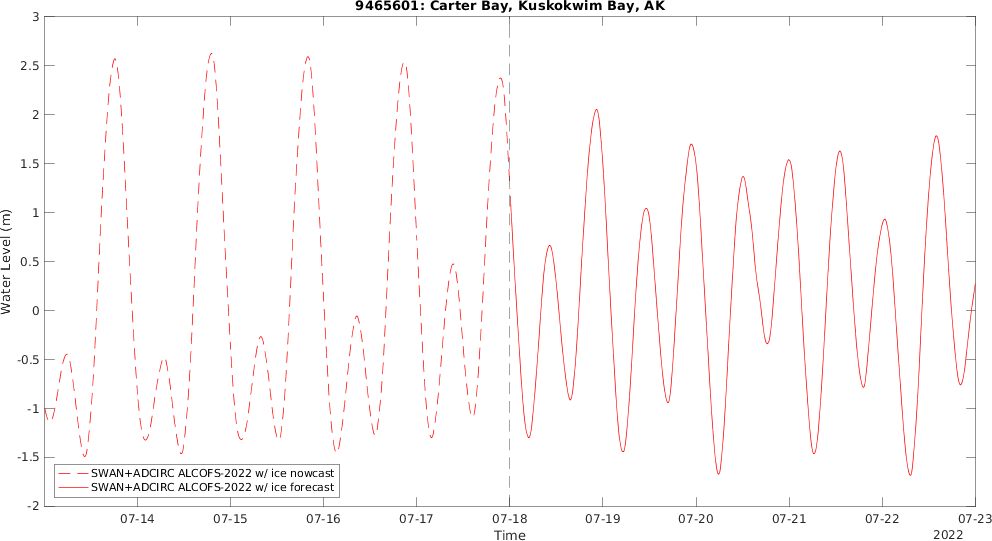 9465601: Carter Bay, Kuskokwim Bay, AK
3
2.5
2
1.5
1
0.5
0
-0.5
-1
-1.5
-2
Water Level (m)
SWAN+ADCIRC ALCOFS-2022 w/ ice nowcast
SWAN+ADCIRC ALCOFS-2022 w/ ice forecast
07-14 07-15 07-16 07-17 07-18 07-19 07-20 07-21 07-22 07-23
Time
2022